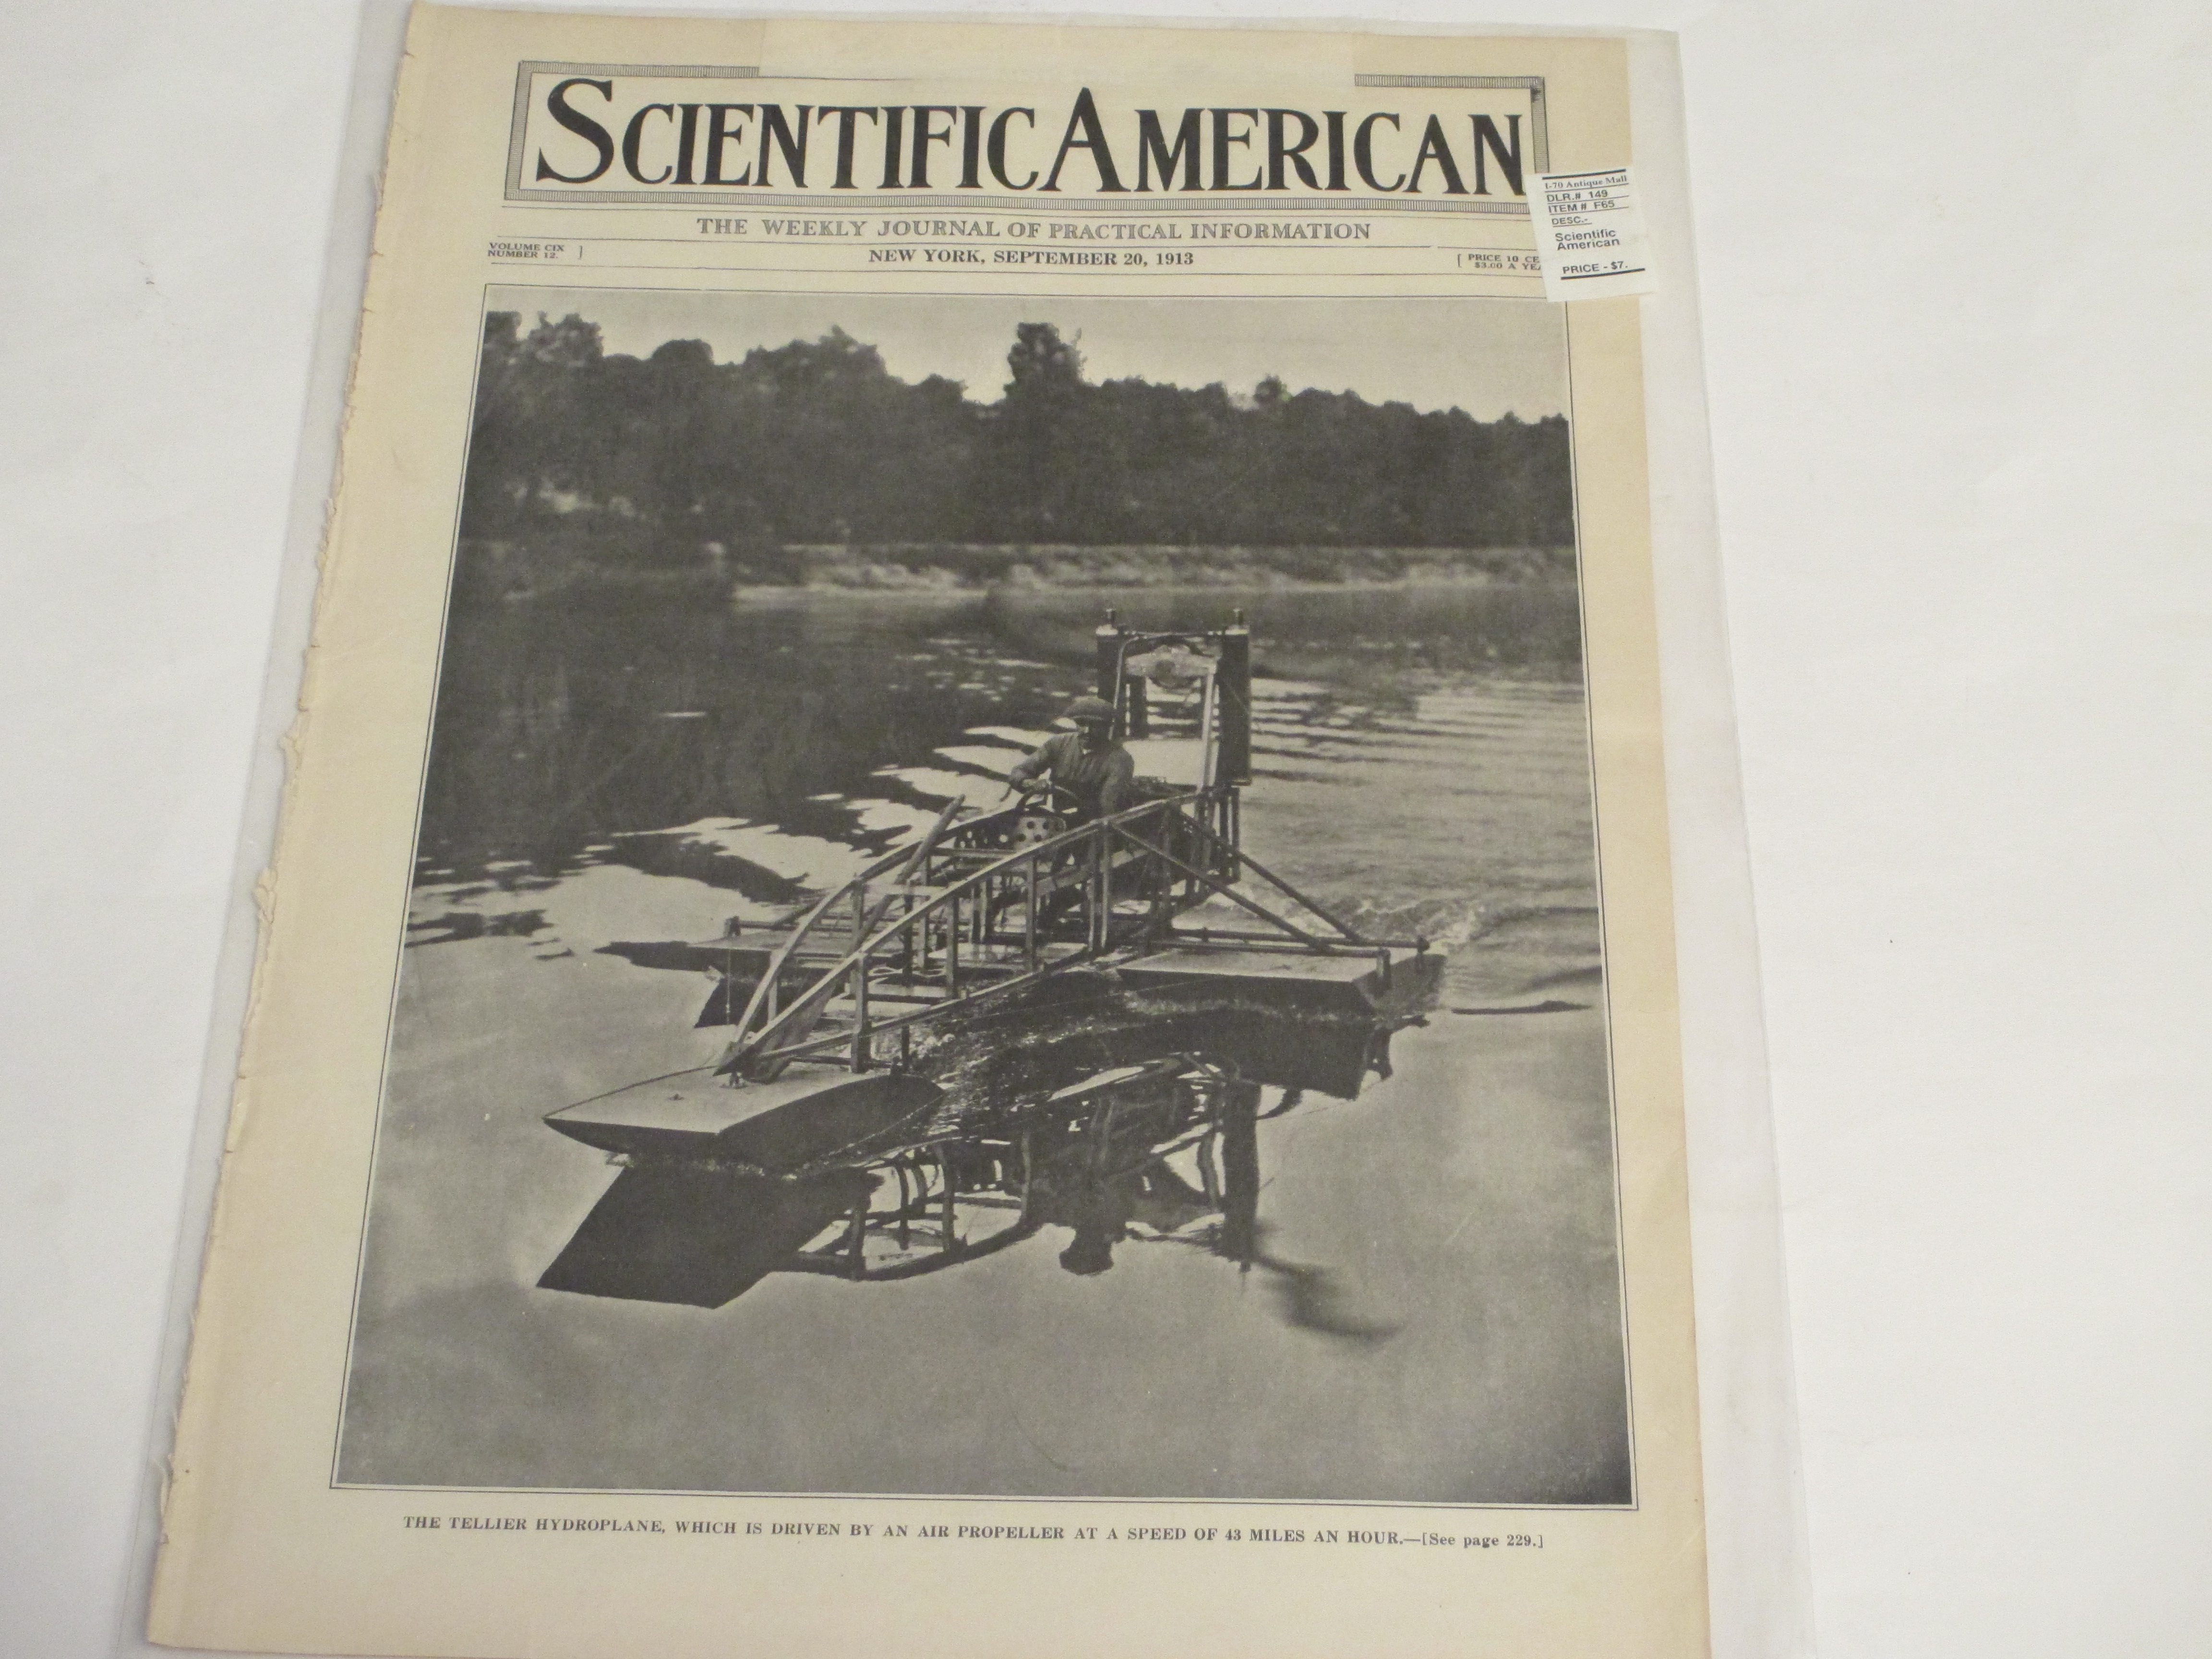 SCIENTIFIC AMERICAN
THE WEEKLY JOURNAL OF PRACTICAL INFORMATION
VOLUME CIX
NUMBER 12. ]
NEW YORK, SEPTEMBER 20, 1913
[ PRICE 10 CE
$3.00 A YEA
I-70 Antique Mall
DLR.# 149
ITEM # F65
DESC.-
Scientific
American
PRICE - $7.
THE TELLIER HYDROPLANE, WHICH IS DRIVEN BY AN AIR PROPELLER AT A SPEED OF 43 MILES AN HOUR.—[See page 229.]